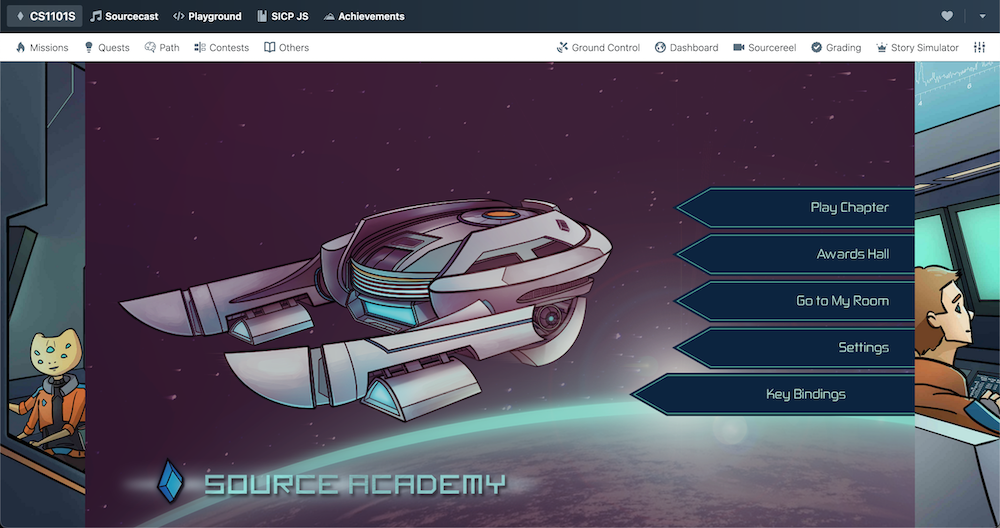 CS1101S Sourcecast Playground SICP JS Achievements
Missions Quests Path Contests Others Ground Control Dashboard Sourcereel Grading Story Simulator
Play Chapter
Awards Hall
Go to My Room
Settings
Key Bindings
SOURCE ACADEMY